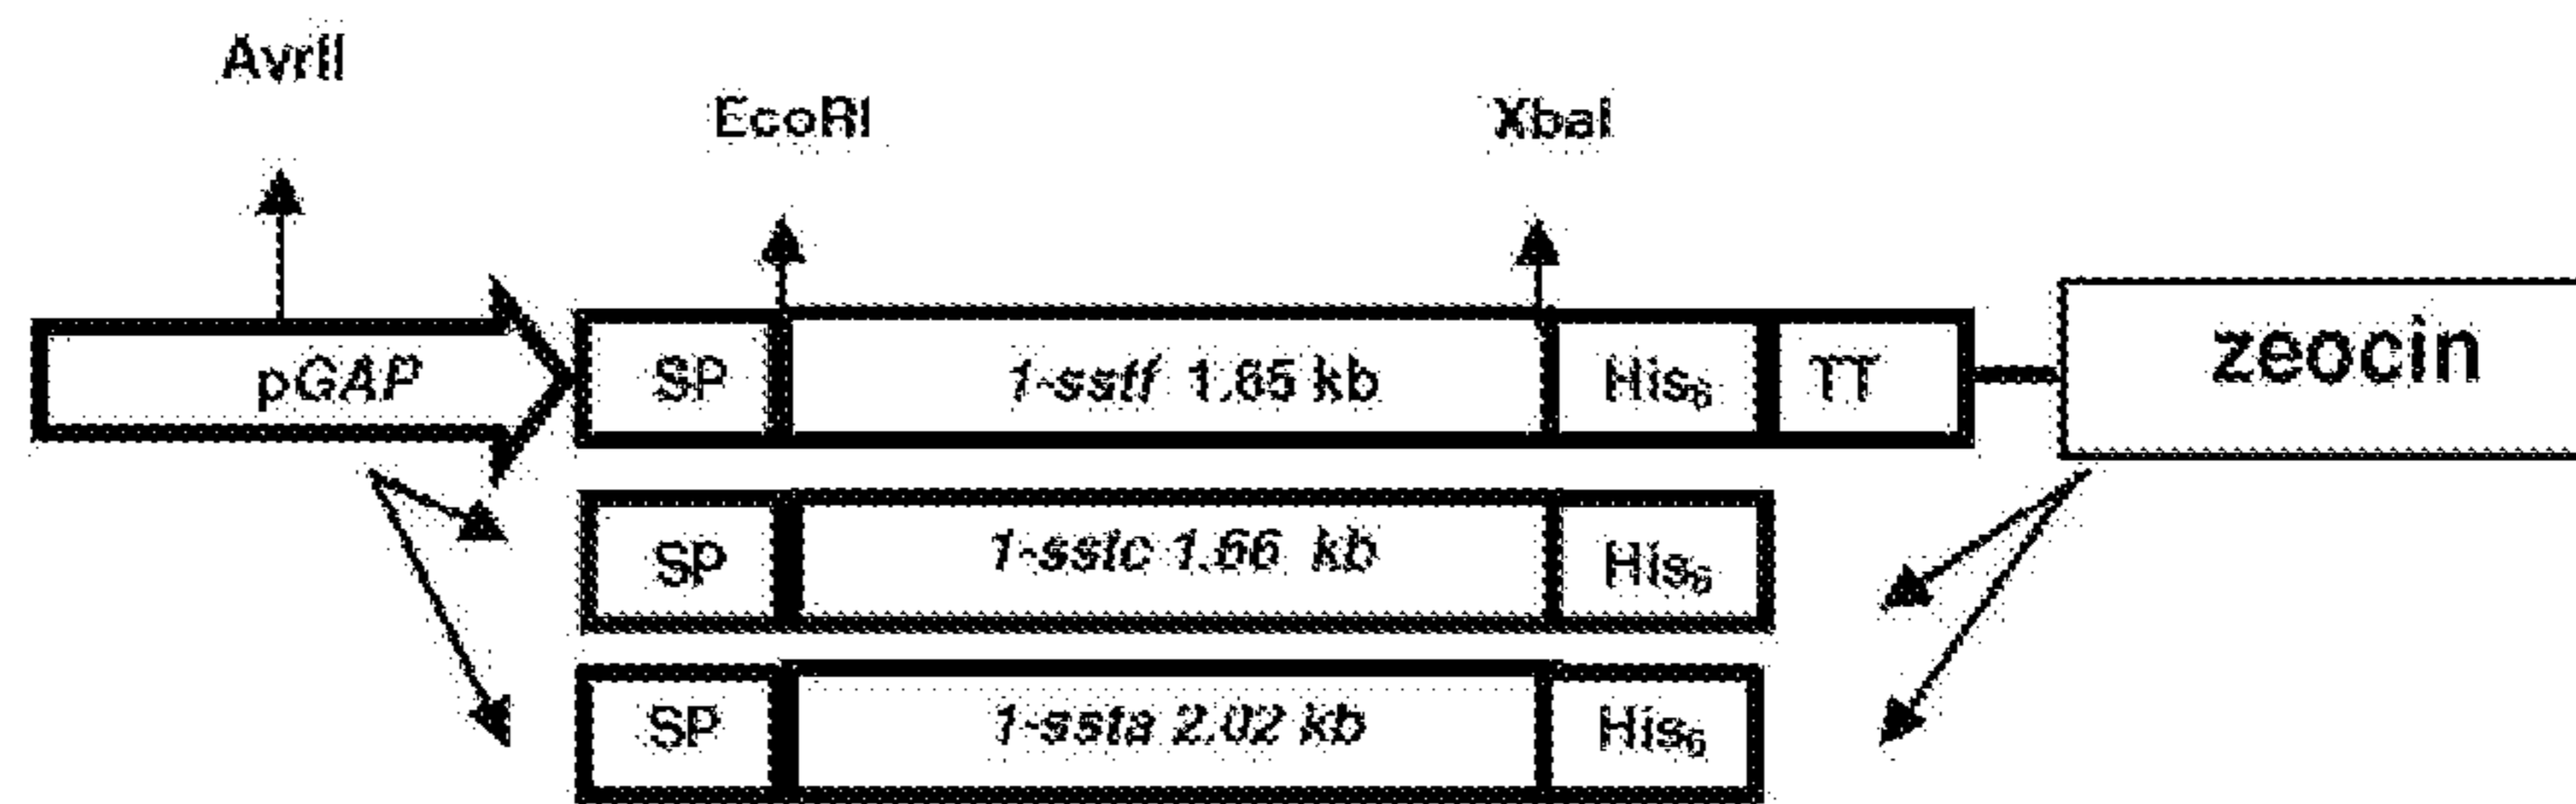 AvrII
EcoRI
XbaI
pGAP
SP
1-sstf 1.65 kb
His6
TT
zeocin
SP
1-sstc 1.66 kb
His6
SP
1-ssta 2.02 kb
His6